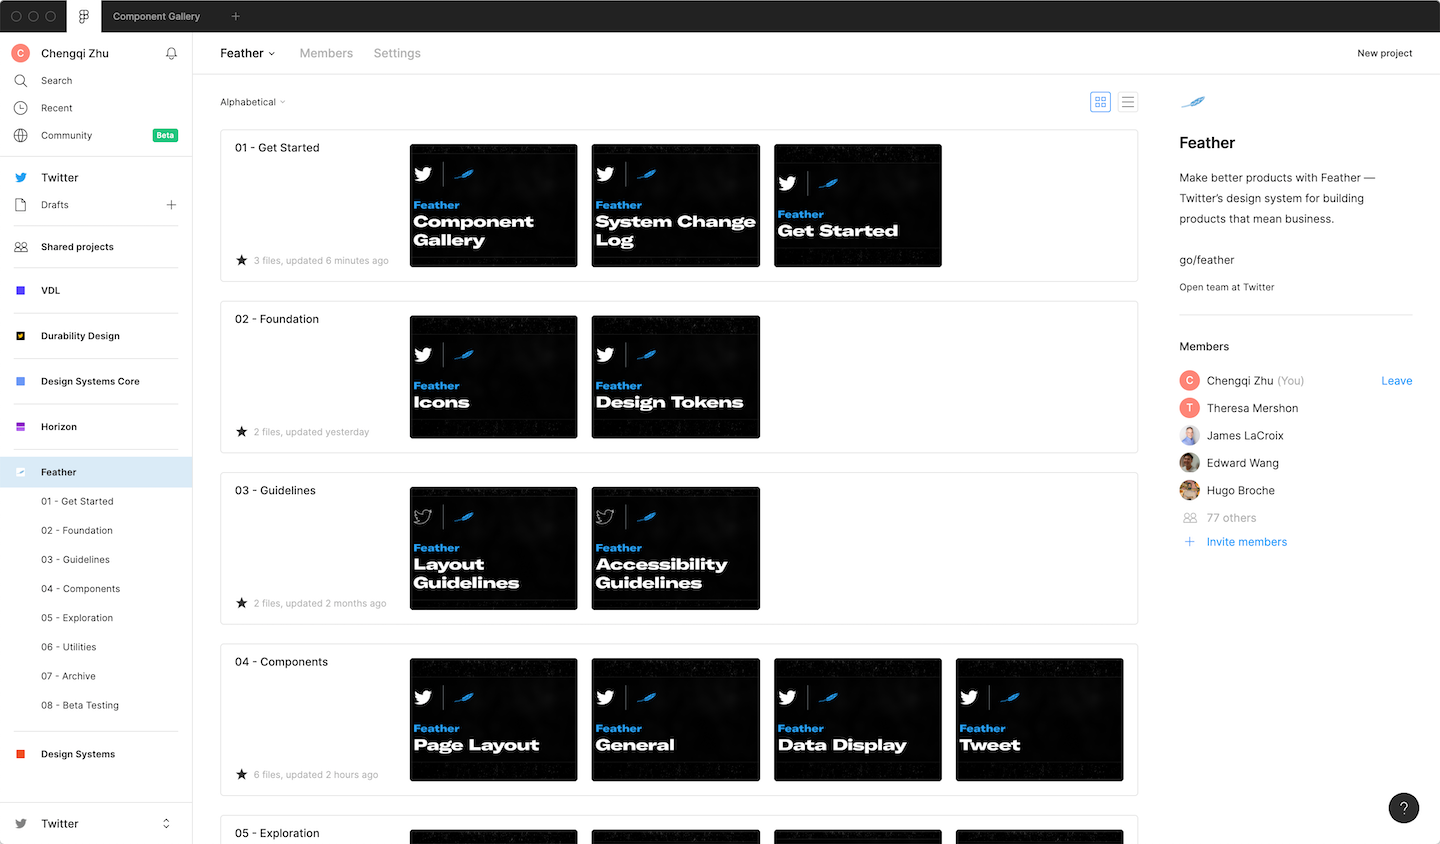 Component Gallery
C Chengqi Zhu
Search
Recent
Community Beta
Twitter
Drafts
Shared projects
VDL
Durability Design
Design Systems Core
Horizon
Feather
01 - Get Started
02 - Foundation
03 - Guidelines
04 - Components
05 - Exploration
06 - Utilities
07 - Archive
08 - Beta Testing
Design Systems
Twitter
Feather Members Settings
New project
Alphabetical
01 - Get Started
3 files, updated 6 minutes ago
Feather
Component
Gallery
Feather
System Change
Log
Feather
Get Started
02 - Foundation
2 files, updated yesterday
Feather
Icons
Feather
Design Tokens
03 - Guidelines
2 files, updated 2 months ago
Feather
Layout
Guidelines
Feather
Accessibility
Guidelines
04 - Components
6 files, updated 2 hours ago
Feather
Page Layout
Feather
General
Feather
Data Display
Feather
Tweet
05 - Exploration
Feather
Make better products with Feather —
Twitter’s design system for building
products that mean business.
go/feather
Open team at Twitter
Members
C Chengqi Zhu (You) Leave
T Theresa Mershon
James LaCroix
Edward Wang
Hugo Broche
77 others
Invite members
?